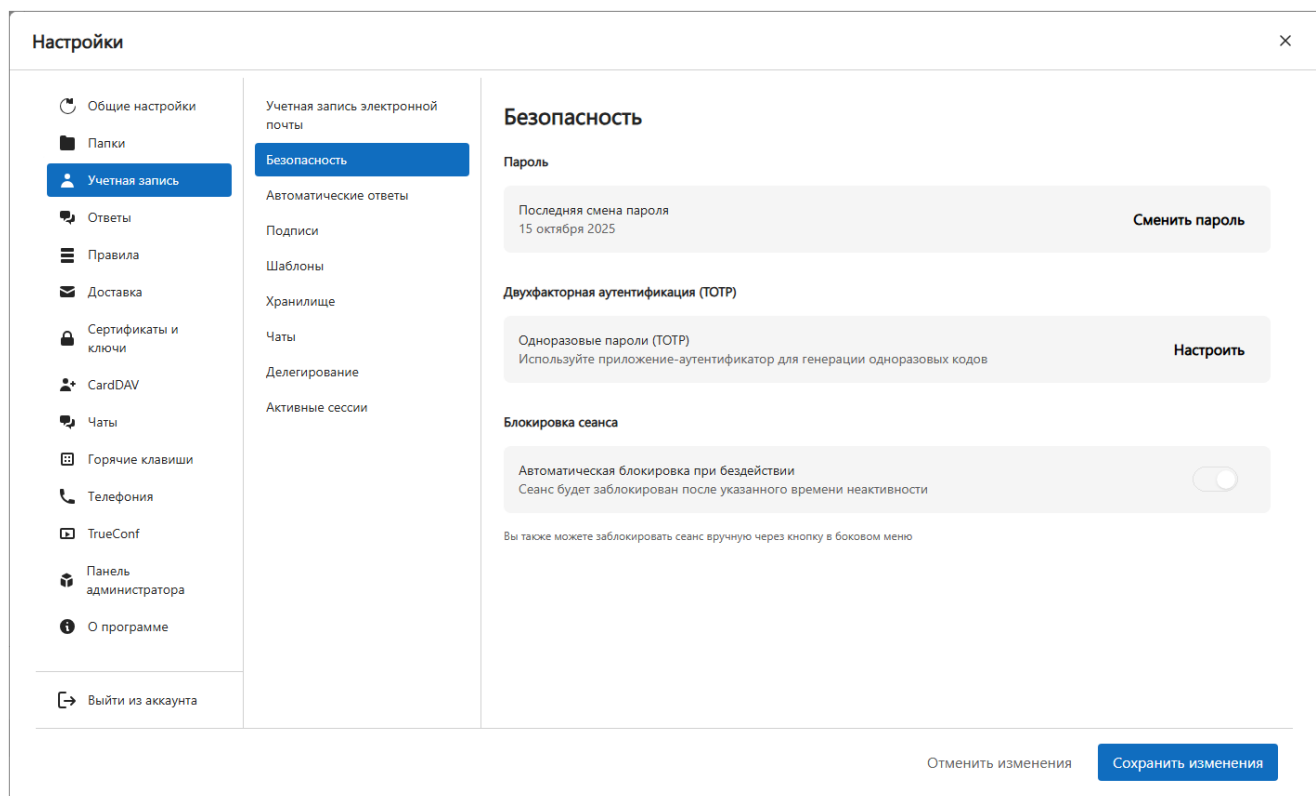 Настройки
Общие настройки
Папки
Учетная запись
Ответы
Правила
Доставка
Сертификаты и
ключи
CardDAV
Чаты
Горячие клавиши
Телефония
TrueConf
Панель
администратора
О программе
Выйти из аккаунта
Учетная запись электронной
почты
Безопасность
Автоматические ответы
Подписи
Шаблоны
Хранилище
Чаты
Делегирование
Активные сессии
Безопасность
Пароль
Последняя смена пароля
15 октября 2025
Сменить пароль
Двухфакторная аутентификация (TOTP)
Одноразовые пароли (TOTP)
Используйте приложение-аутентификатор для генерации одноразовых кодов
Настроить
Блокировка сеанса
Автоматическая блокировка при бездействии
Сеанс будет заблокирован после указанного времени неактивности
Вы также можете заблокировать сеанс вручную через кнопку в боковом меню
Отменить изменения
Сохранить изменения